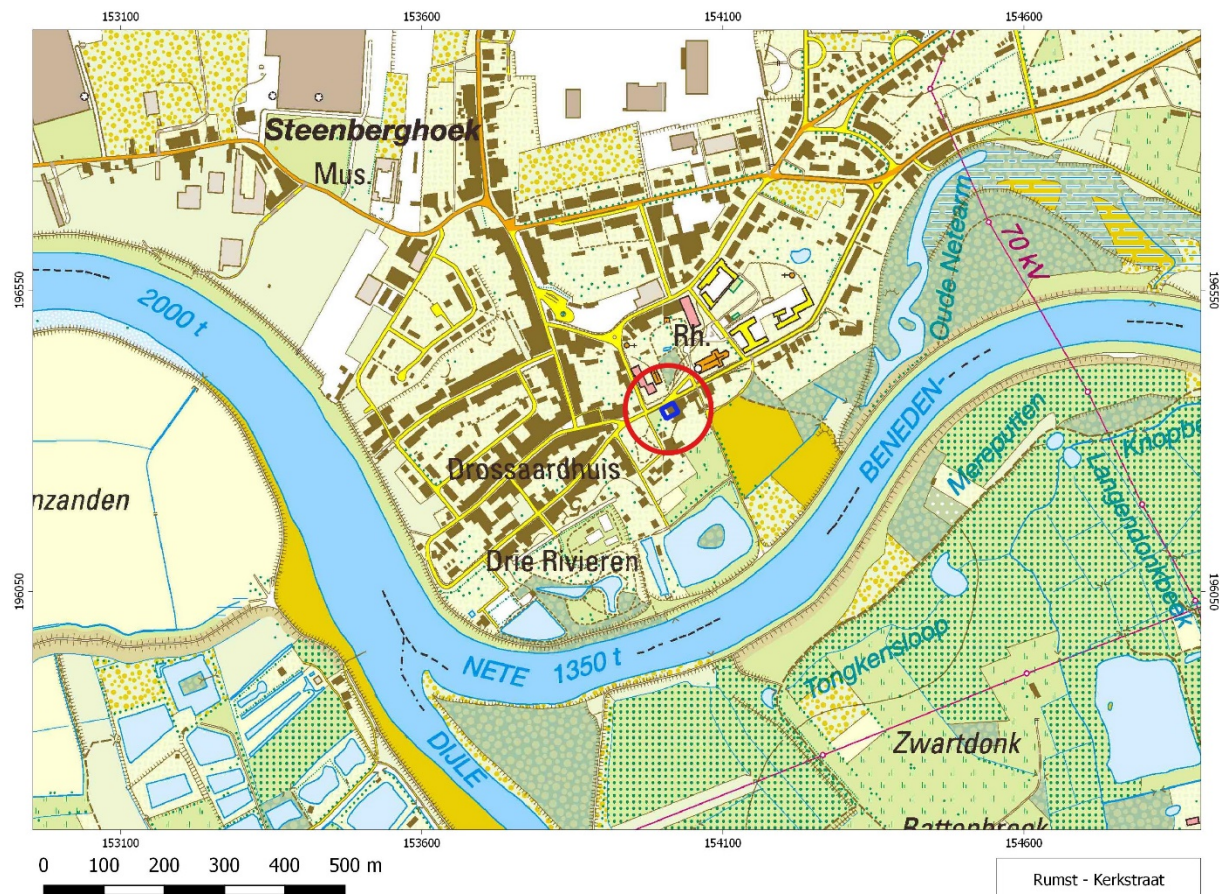 153100 153600 154100 154600
Steenberghoek
Mus.
Oude Netearm
70 kV
196550
196550
2000 t
Rh.
BENEDEN-
Mereputten
Knopbe
Langendonkbeek
Drossaardhuis
nzanden
Drie Rivieren
196050
196050
NETE 1350 t
Tongkensloop
Zwartdonk
DIJLE
Battenbroek
153100 153600 154100 154600
0 100 200 300 400 500 m
Rumst - Kerkstraat